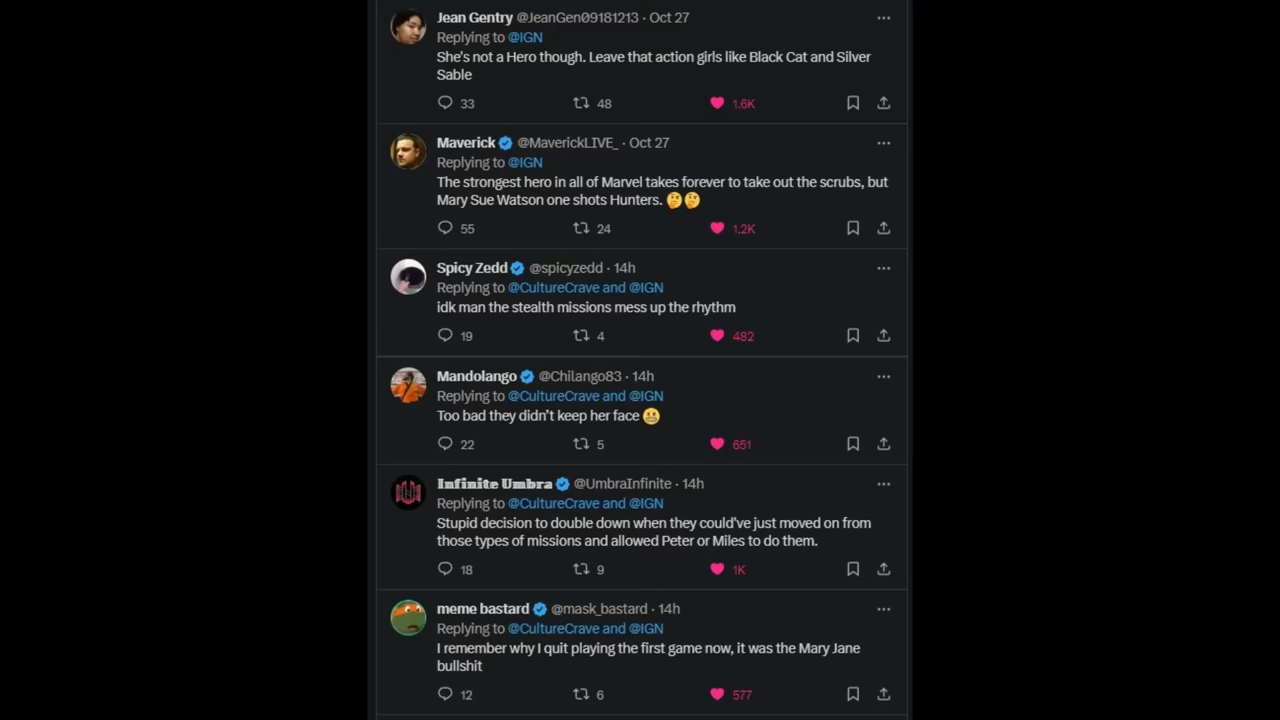 Jean Gentry @JeanGen09181213 · Oct 27
Replying to @IGN
She's not a Hero though. Leave that action girls like Black Cat and Silver
Sable
33 48 1.6K
Maverick @MaverickLIVE_ · Oct 27
Replying to @IGN
The strongest hero in all of Marvel takes forever to take out the scrubs, but
Mary Sue Watson one shots Hunters. 🤔🤔
55 24 1.2K
Spicy Zedd @spicyzedd · 14h
Replying to @CultureCrave and @IGN
idk man the stealth missions mess up the rhythm
19 4 482
Mandolango @Chilango83 · 14h
Replying to @CultureCrave and @IGN
Too bad they didn't keep her face 😬
22 5 651
Infinite Umbra @UmbraInfinite · 14h
Replying to @CultureCrave and @IGN
Stupid decision to double down when they could've just moved on from
those types of missions and allowed Peter or Miles to do them.
18 9 1K
meme bastard @mask_bastard · 14h
Replying to @CultureCrave and @IGN
I remember why I quit playing the first game now, it was the Mary Jane
bullshit
12 6 577